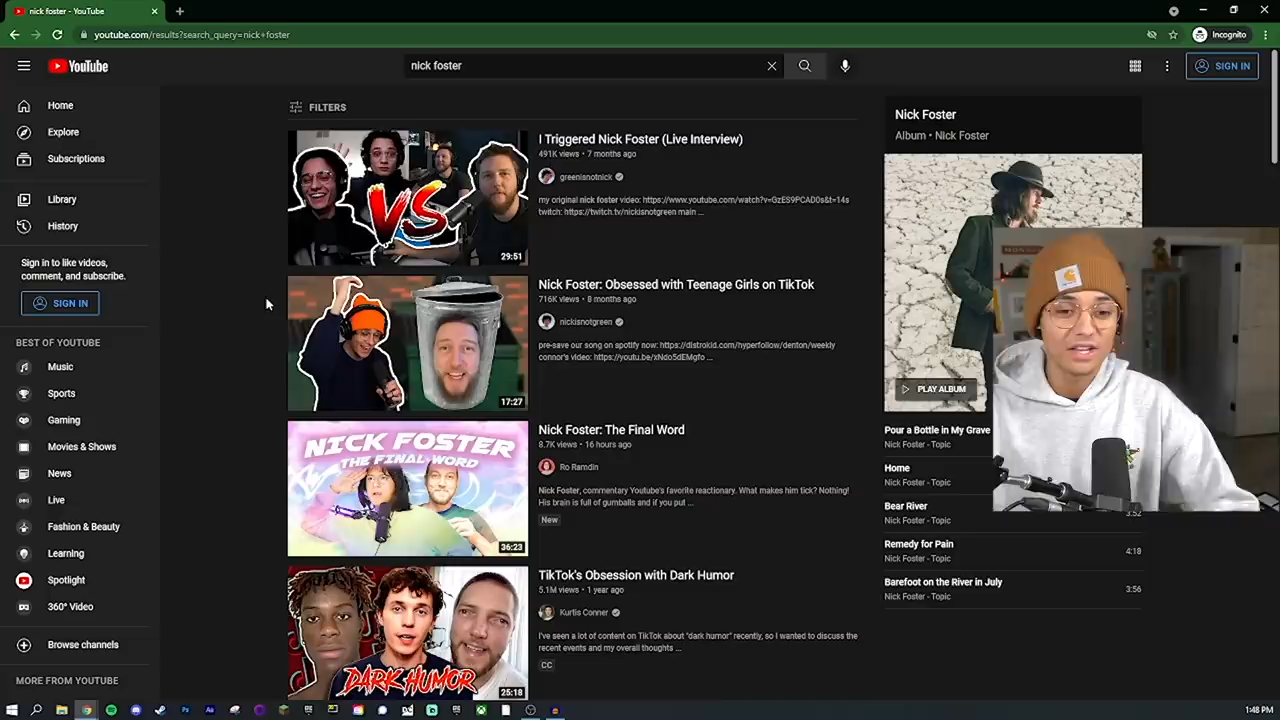 nick foster - YouTube
youtube.com/results?search_query=nick+foster
Incognito
YouTube
nick foster
SIGN IN
Home
Explore
Subscriptions
Library
History
Sign in to like videos,
comment, and subscribe.
SIGN IN
BEST OF YOUTUBE
Music
Sports
Gaming
Movies & Shows
News
Live
Fashion & Beauty
Learning
Spotlight
360° Video
Browse channels
MORE FROM YOUTUBE
FILTERS
VS
29:51
I Triggered Nick Foster (Live Interview)
491K views • 7 months ago
greenisnotnick
my original nick foster video: https://www.youtube.com/watch?v=GzES9PCAD0s&t=14s
twitch: https://twitch.tv/nickisnotgreen main ...
17:27
Nick Foster: Obsessed with Teenage Girls on TikTok
716K views • 8 months ago
nickisnotgreen
pre-save our song on spotify now: https://distrokid.com/hyperfollow/denton/weekly
connor's video: https://youtu.be/xNdo5dEMgfo ...
NICK FOSTER
THE FINAL WORD
36:23
Nick Foster: The Final Word
8.7K views • 16 hours ago
Ro Ramdin
Nick Foster, commentary Youtube's favorite reactionary. What makes him tick? Nothing!
His brain is full of gumballs and if you put ...
New
DARK HUMOR
25:18
TikTok's Obsession with Dark Humor
5.1M views • 1 year ago
Kurtis Conner
I've seen a lot of content on TikTok about "dark humor" recently, so I wanted to discuss the
recent events and my overall thoughts ...
CC
Nick Foster
Album • Nick Foster
PLAY ALBUM
Pour a Bottle in My Grave
Nick Foster - Topic
Home
Nick Foster - Topic
Bear River
Nick Foster - Topic
3:52
Remedy for Pain
Nick Foster - Topic
4:18
Barefoot on the River in July
Nick Foster - Topic
3:56
1:48 PM